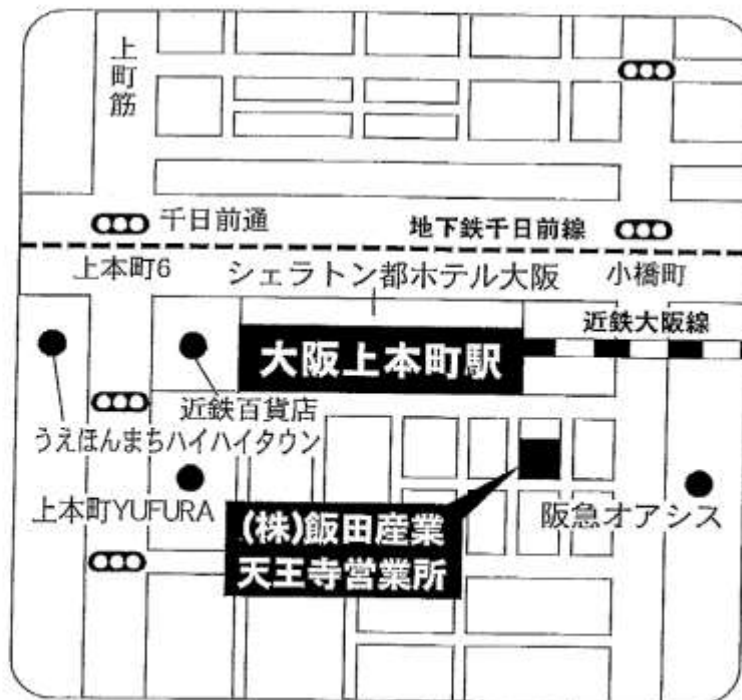 上町筋
千日前通
地下鉄千日前線
上本町6
シェラトン都ホテル大阪
小橋町
近鉄大阪線
大阪上本町駅
近鉄百貨店
うえほんまちハイハイタウン
上本町YUFURA
(株)飯田産業
天王寺営業所
阪急オアシス